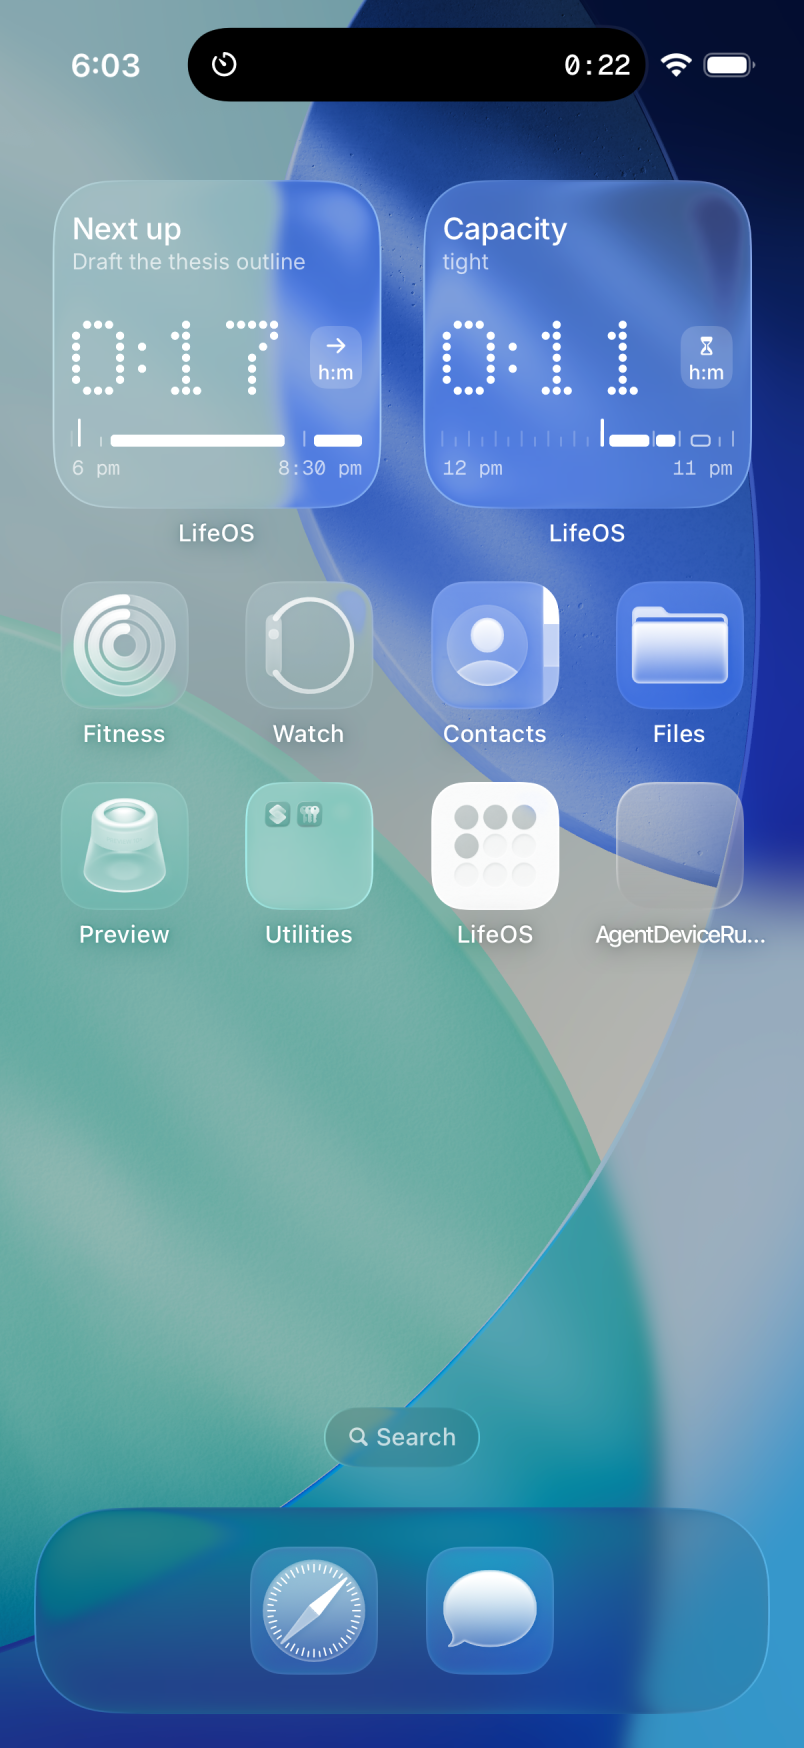 6:03
0:22
Next up
Draft the thesis outline
0:17
h:m
6 pm 8:30 pm
LifeOS
Capacity
tight
0:11
h:m
12 pm 11 pm
LifeOS
Fitness
Watch
Contacts
Files
Preview
Utilities
LifeOS
AgentDeviceRu...
Search